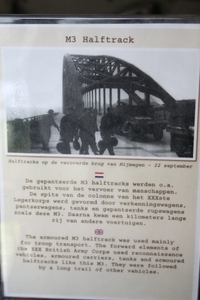 M3 Halftrack
Halftracks op de veroverde brug van Nijmegen - 22 september
De gepantserde M3 halftracks werden o.a.
gebruikt voor het vervoer van manschappen.
De spits van de colonne van het XXXste
Legerkorps werd gevormd door verkenningswagens,
pantserwagens, tanks en gepantserde rupswagens
zoals deze M3. Daarna kwam een kilometers lange
rij van andere voertuigen.
The armoured M3 halftrack was used mainly
for troop transport. The forward elements of
the XXX British Army Corps used reconnaissance
vehicles, armoured carriers, tanks and armoured
halftracks like this M3. They were followed
by a long trail of other vehicles.